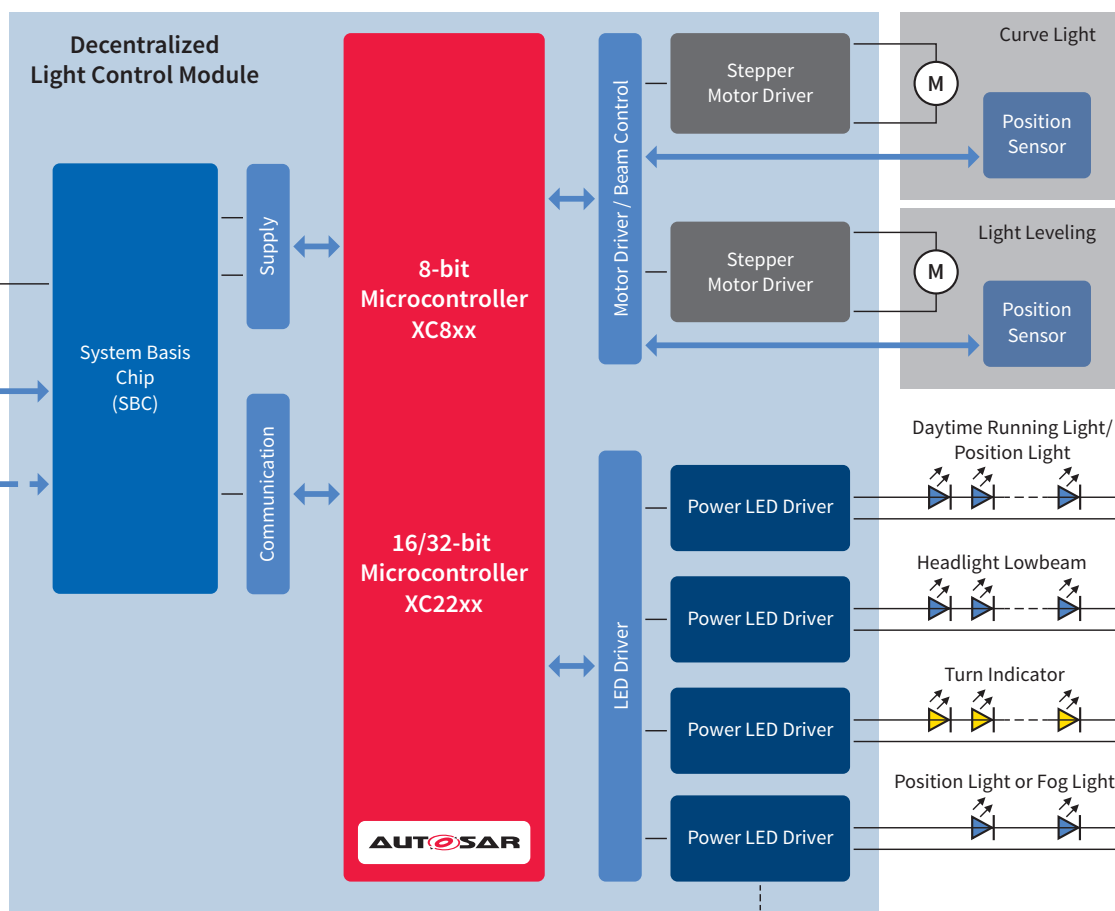 Decentralized
Light Control Module
System Basis
Chip
(SBC)
Supply
Communication
8-bit
Microcontroller
XC8xx
16/32-bit
Microcontroller
XC22xx
AUTOSAR
Motor Driver / Beam Control
LED Driver
Stepper
Motor Driver
Stepper
Motor Driver
Power LED Driver
Power LED Driver
Power LED Driver
Power LED Driver
Curve Light
M
Position
Sensor
Light Leveling
M
Position
Sensor
Daytime Running Light/
Position Light
Headlight Lowbeam
Turn Indicator
Position Light or Fog Light